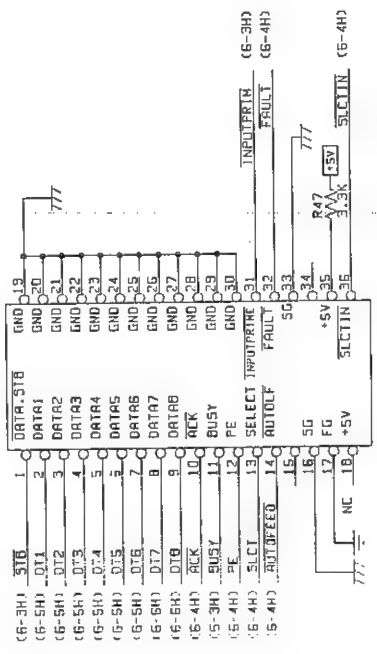 (6-3H) STB 1 DATA.STB GND 19
(6-5H) DT1 2 DATA1 GND 20
(6-5H) DT2 3 DATA2 GND 21
(6-5H) DT3 4 DATA3 GND 22
(6-5H) DT4 5 DATA4 GND 23
(6-5H) DT5 6 DATA5 GND 24
(6-5H) DT6 7 DATA6 GND 25
(6-6H) DT7 8 DATA7 GND 26
(6-6H) DT8 9 DATA8 GND 27
(6-4H) ACK 10 ACK GND 28
(6-3H) BUSY 11 BUSY GND 29
(6-4H) PE 12 PE GND 30
(6-4H) SLCT 13 SELECT INPUTPRIME 31 INPUTPRIM (6-3H)
(6-4H) AUTOFEED 14 AUTOLF FAULT 32 FAULT (6-4H)
15 SG 33
16 SG 34
17 FG +5V 35 R47 3.3K +5V
NC 18 +5V SLCTIN 36 SLCTIN (6-4H)